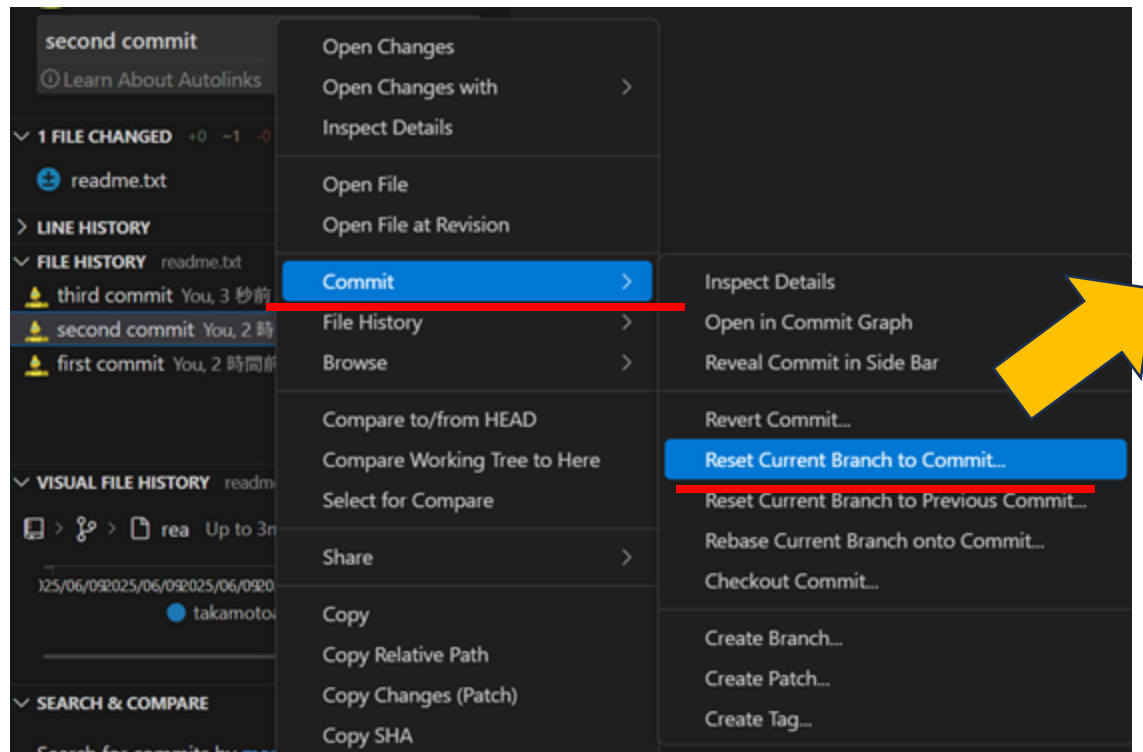 second commit
Learn About Autolinks
1 FILE CHANGED +0 ~1 -0
readme.txt
LINE HISTORY
FILE HISTORY readme.txt
third commit You, 3 秒前
second commit You, 2 時
first commit You, 2 時間前
VISUAL FILE HISTORY readm
rea Up to 3m
takamoto
SEARCH & COMPARE
Open Changes
Open Changes with
Inspect Details
Open File
Open File at Revision
Commit
File History
Browse
Compare to/from HEAD
Compare Working Tree to Here
Select for Compare
Share
Copy
Copy Relative Path
Copy Changes (Patch)
Copy SHA
Inspect Details
Open in Commit Graph
Reveal Commit in Side Bar
Revert Commit...
Reset Current Branch to Commit...
Reset Current Branch to Previous Commit...
Rebase Current Branch onto Commit...
Checkout Commit...
Create Branch...
Create Patch...
Create Tag...